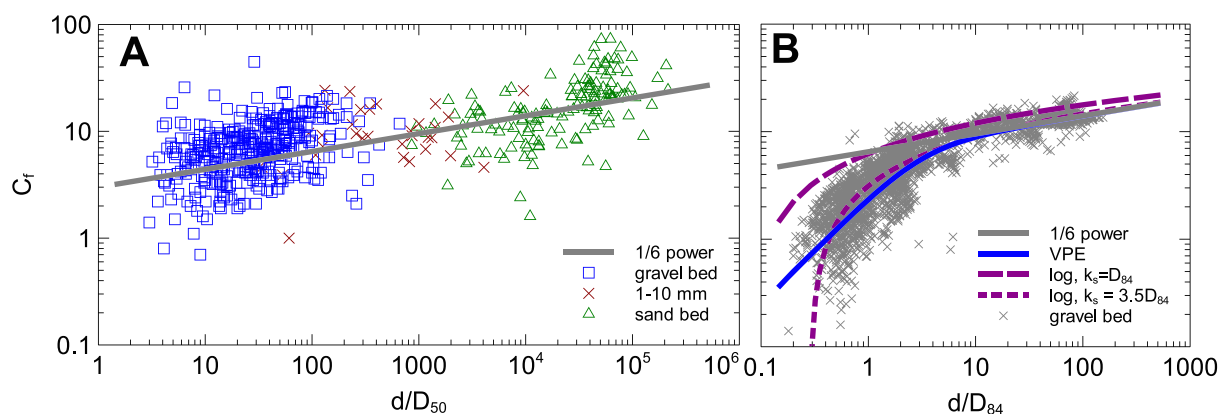 A
C_f
100
10
1
0.1
1/6 power
gravel bed
1-10 mm
sand bed
1 10 100 1000 10^4 10^5 10^6
d/D_50
B
1/6 power
VPE
log, k_s=D_84
log, k_s = 3.5D_84
gravel bed
0.1 1 10 100 1000
d/D_84